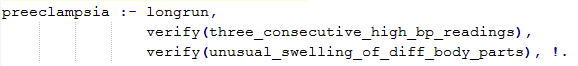 preeclampsia :- longrun,
verify(three_consecutive_high_bp_readings),
verify(unusual_swelling_of_diff_body_parts), !.